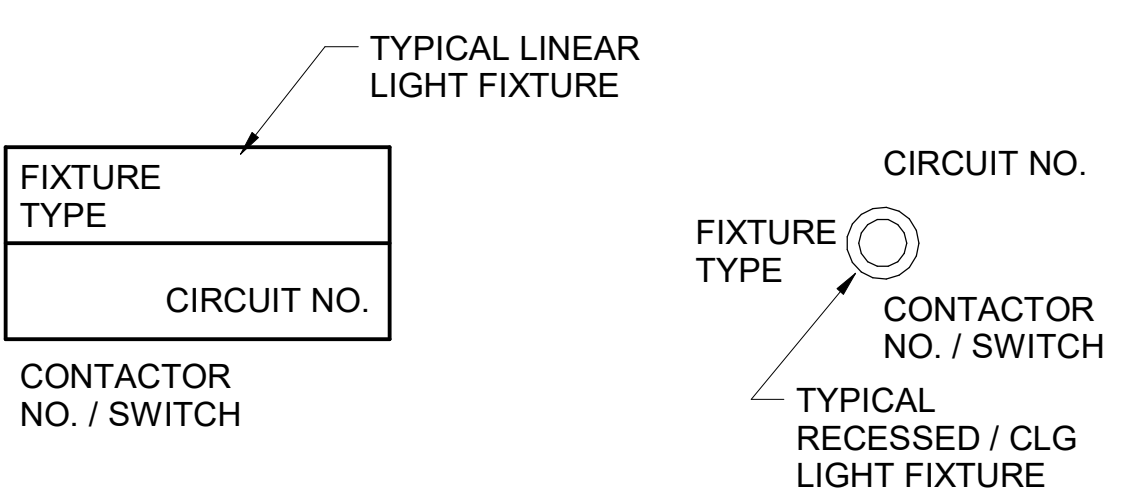 TYPICAL LINEAR
LIGHT FIXTURE
FIXTURE
TYPE
CIRCUIT NO.
CONTACTOR
NO. / SWITCH
CIRCUIT NO.
FIXTURE
TYPE
CONTACTOR
NO. / SWITCH
TYPICAL
RECESSED / CLG
LIGHT FIXTURE